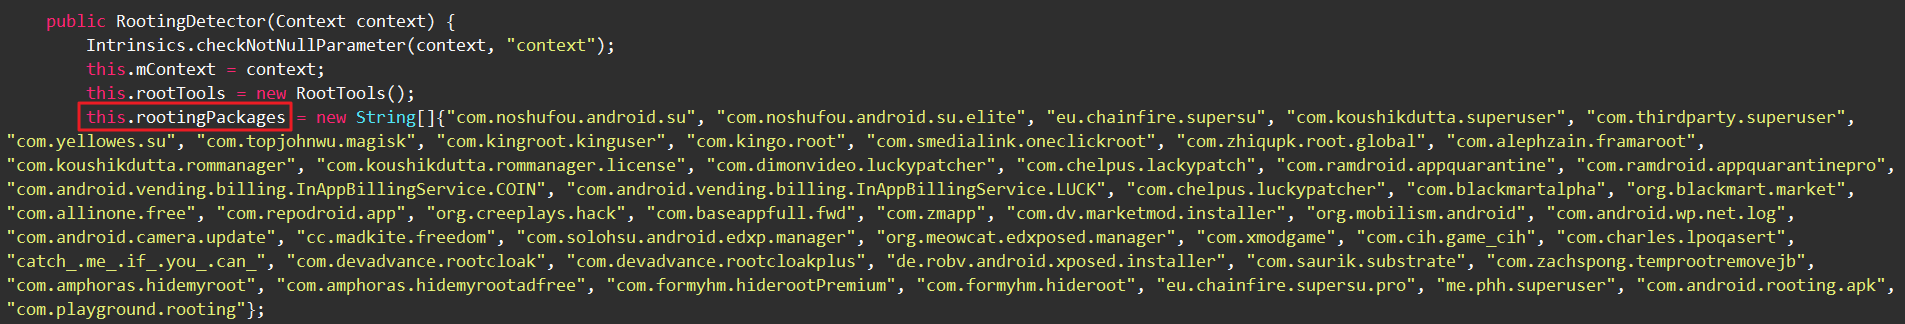 public RootingDetector(Context context) {
Intrinsics.checkNotNullParameter(context, "context");
this.mContext = context;
this.rootTools = new RootTools();
this.rootingPackages = new String[]{"com.noshufou.android.su", "com.noshufou.android.su.elite", "eu.chainfire.supersu", "com.koushikdutta.superuser", "com.thirdparty.superuser",
"com.yellowes.su", "com.topjohnwu.magisk", "com.kingroot.kinguser", "com.kingo.root", "com.smedialink.oneclickroot", "com.zhiqupk.root.global", "com.alephzain.framaroot",
"com.koushikdutta.rommanager", "com.koushikdutta.rommanager.license", "com.dimonvideo.luckypatcher", "com.chelpus.lackypatch", "com.ramdroid.appquarantine", "com.ramdroid.appquarantinepro",
"com.android.vending.billing.InAppBillingService.COIN", "com.android.vending.billing.InAppBillingService.LUCK", "com.chelpus.luckypatcher", "com.blackmartalpha", "org.blackmart.market",
"com.allinone.free", "com.repodroid.app", "org.creeplays.hack", "com.baseappfull.fwd", "com.zmapp", "com.dv.marketmod.installer", "org.mobilism.android", "com.android.wp.net.log",
"com.android.camera.update", "cc.madkite.freedom", "com.solohsu.android.edxp.manager", "org.meowcat.edxposed.manager", "com.xmodgame", "com.cih.game_cih", "com.charles.lpoqasert",
"catch_.me_.if_.you_.can_", "com.devadvance.rootcloak", "com.devadvance.rootcloakplus", "de.robv.android.xposed.installer", "com.saurik.substrate", "com.zachspong.temprootremovejb",
"com.amphoras.hidemyroot", "com.amphoras.hidemyrootadfree", "com.formyhm.hiderootPremium", "com.formyhm.hideroot", "eu.chainfire.supersu.pro", "me.phh.superuser", "com.android.rooting.apk",
"com.playground.rooting"};